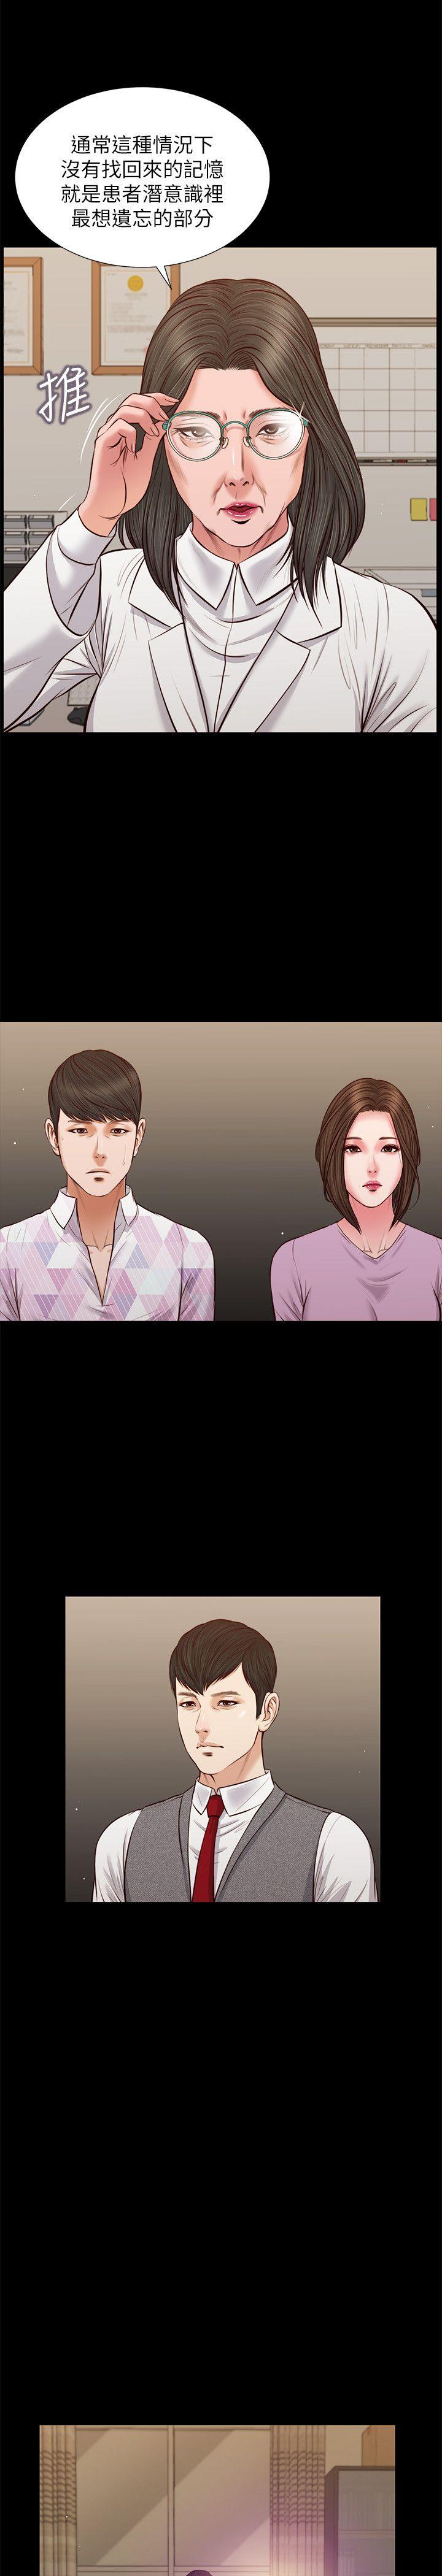 通常這種情況下
沒有找回來的記憶
就是患者潛意識裡
最想遺忘的部分
推